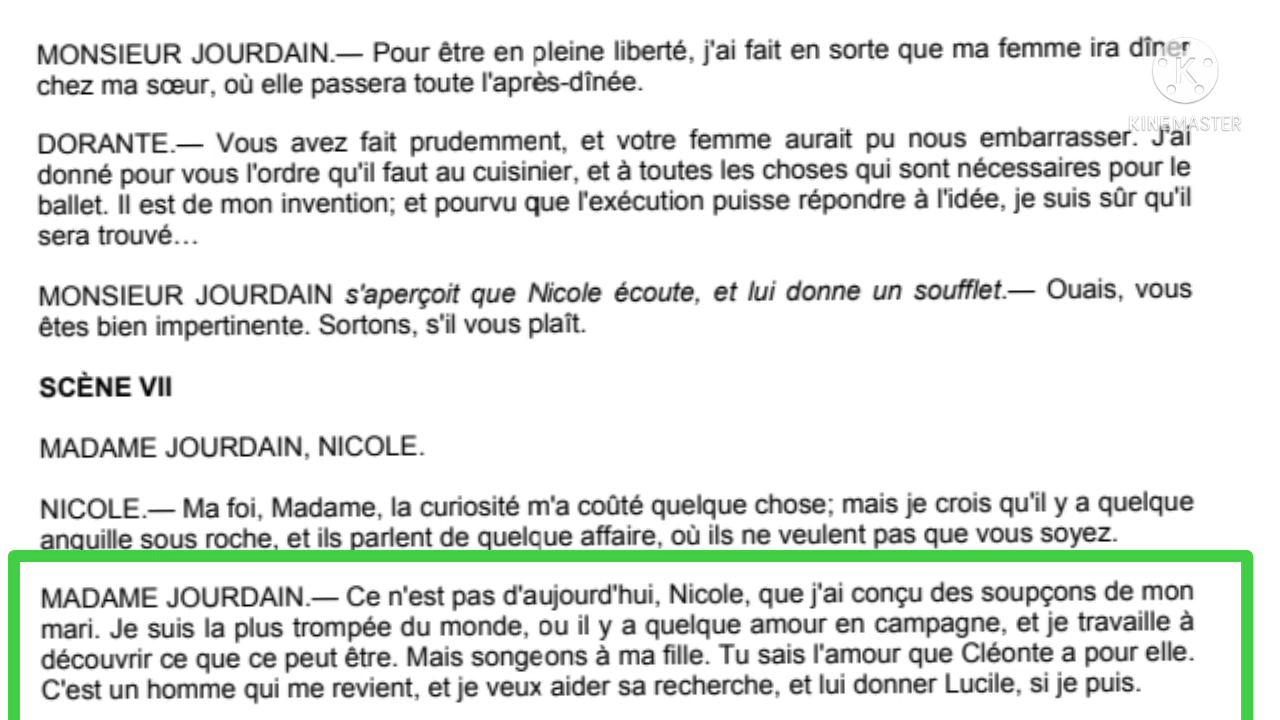 MONSIEUR JOURDAIN.— Pour être en pleine liberté, j'ai fait en sorte que ma femme ira dîner
chez ma sœur, où elle passera toute l'après-dînée.
KINEMASTER
DORANTE.— Vous avez fait prudemment, et votre femme aurait pu nous embarrasser. J'ai
donné pour vous l'ordre qu'il faut au cuisinier, et à toutes les choses qui sont nécessaires pour le
ballet. Il est de mon invention; et pourvu que l'exécution puisse répondre à l'idée, je suis sûr qu'il
sera trouvé…
MONSIEUR JOURDAIN s'aperçoit que Nicole écoute, et lui donne un soufflet.— Ouais, vous
êtes bien impertinente. Sortons, s'il vous plaît.
SCÈNE VII
MADAME JOURDAIN, NICOLE.
NICOLE.— Ma foi, Madame, la curiosité m'a coûté quelque chose; mais je crois qu'il y a quelque
anguille sous roche, et ils parlent de quelque affaire, où ils ne veulent pas que vous soyez.
MADAME JOURDAIN.— Ce n'est pas d'aujourd'hui, Nicole, que j'ai conçu des soupçons de mon
mari. Je suis la plus trompée du monde, ou il y a quelque amour en campagne, et je travaille à
découvrir ce que ce peut être. Mais songeons à ma fille. Tu sais l'amour que Cléonte a pour elle.
C'est un homme qui me revient, et je veux aider sa recherche, et lui donner Lucile, si je puis.